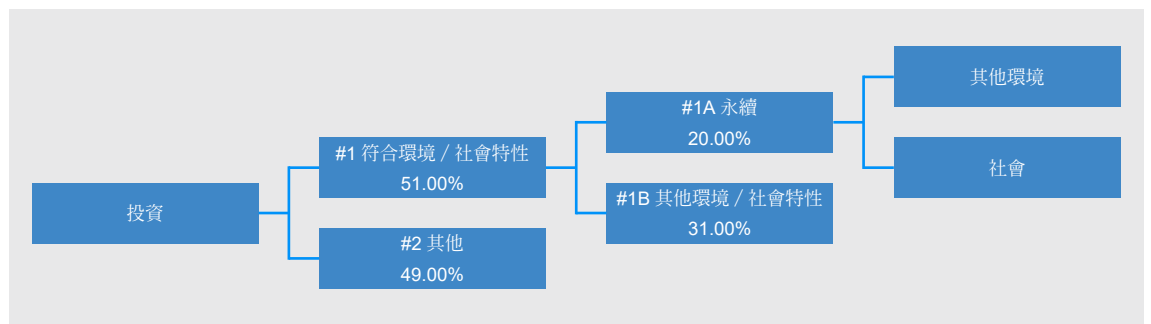 投資
#1 符合環境 / 社會特性
51.00%
#2 其他
49.00%
#1A 永續
20.00%
#1B 其他環境 / 社會特性
31.00%
其他環境
社會